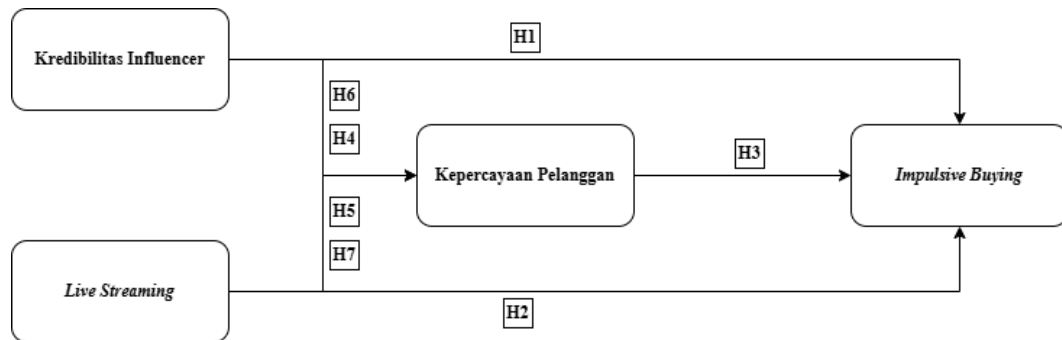 H1
Kredibilitas Influencer
H6
H4
H3
Kepercayaan Pelanggan
Impulsive Buying
H5
H7
Live Streaming
H2